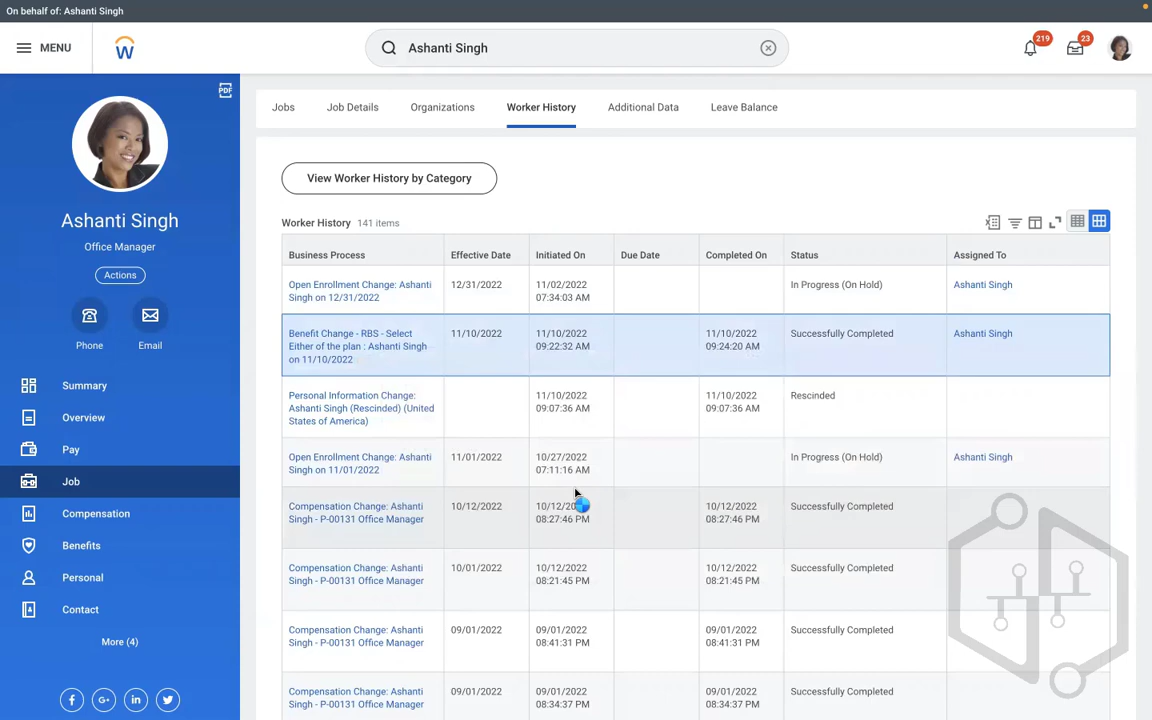 On behalf of: Ashanti Singh
MENU
Ashanti Singh
219
23
PDF
Ashanti Singh
Office Manager
Actions
Phone
Email
Summary
Overview
Pay
Job
Compensation
Benefits
Personal
Contact
More (4)
Jobs
Job Details
Organizations
Worker History
Additional Data
Leave Balance
View Worker History by Category
Worker History 141 items
Business Process
Effective Date
Initiated On
Due Date
Completed On
Status
Assigned To
Open Enrollment Change: Ashanti
Singh on 12/31/2022
12/31/2022
11/02/2022
07:34:03 AM
In Progress (On Hold)
Ashanti Singh
Benefit Change - RBS - Select
Either of the plan : Ashanti Singh
on 11/10/2022
11/10/2022
11/10/2022
09:22:32 AM
11/10/2022
09:24:20 AM
Successfully Completed
Ashanti Singh
Personal Information Change:
Ashanti Singh (Rescinded) (United
States of America)
11/10/2022
09:07:36 AM
11/10/2022
09:07:36 AM
Rescinded
Open Enrollment Change: Ashanti
Singh on 11/01/2022
11/01/2022
10/27/2022
07:11:16 AM
In Progress (On Hold)
Ashanti Singh
Compensation Change: Ashanti
Singh - P-00131 Office Manager
10/12/2022
10/12/2022
08:27:46 PM
10/12/2022
08:27:46 PM
Successfully Completed
Compensation Change: Ashanti
Singh - P-00131 Office Manager
10/01/2022
10/12/2022
08:21:45 PM
10/12/2022
08:21:45 PM
Successfully Completed
Compensation Change: Ashanti
Singh - P-00131 Office Manager
09/01/2022
09/01/2022
08:41:31 PM
09/01/2022
08:41:31 PM
Successfully Completed
Compensation Change: Ashanti
Singh - P-00131 Office Manager
09/01/2022
09/01/2022
08:34:37 PM
09/01/2022
08:34:37 PM
Successfully Completed